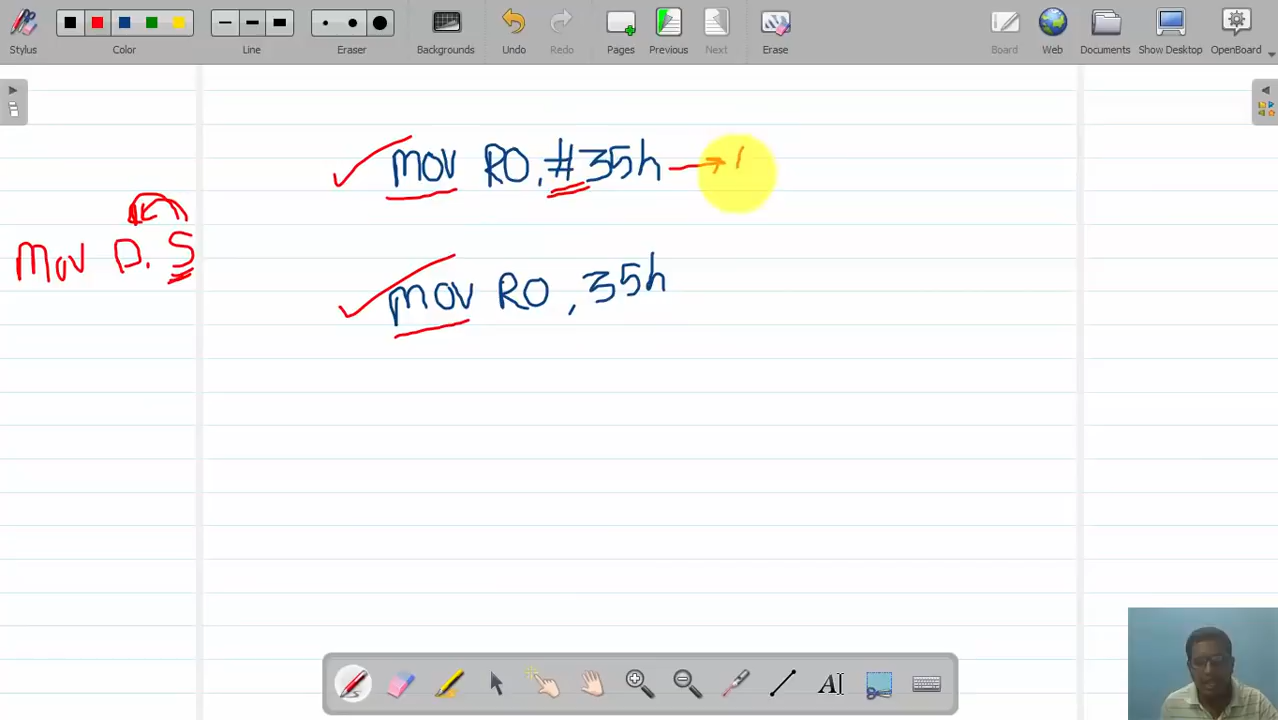 Stylus Color Line Eraser Backgrounds Undo Redo Pages Previous Next Erase Board Web Documents Show Desktop OpenBoard
mov R0, #35h →
Mov D, S
mov R0, 35h